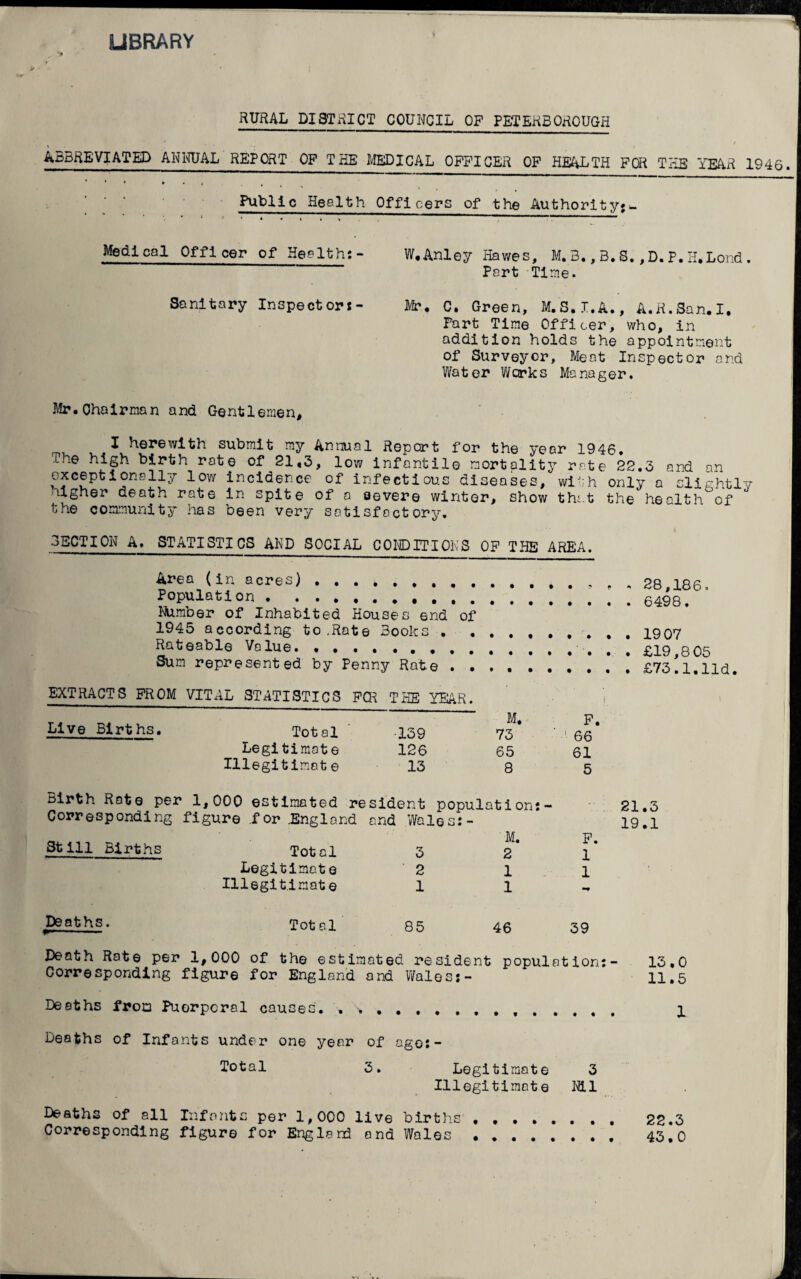 LIBRARY
RURAL DISTRICT COUNCIL OF PETERBOROUGH
ABBREVIATED ANNUAL REPORT OF THE MEDICAL OFFICER OF HEALTH FOR THE YEAR 1946.
Public Health Officers of the Authority:-
Medical Officer of Health:- W.Anley Hawes, M.B.,B.S.,D.P.H.Lond.
Part Time.
Sanitary Inspector:- Mr. C. Green, M.S.I.A., A.R.San.I.
Part Time Officer, who, in
addition holds the appointment
of Surveyor, Meat Inspector and
Water Works Manager.
Mr.Chairman and Gentlemen,
I herewith submit my Annual Report for the year 1946.
The high birth rate of 21.3, low infantile mortality rate 22.3 and an
exceptionally low incidence of infectious diseases, with only a slightly
higher death rate in spite of a severe winter, show that the health of
the community has been very satisfactory.
SECTION A. STATISTICS AND SOCIAL CONDITIONS OF THE AREA.
Area (in acres) . . . . . . . . . . . . . . . . . 28,186.
Population . . . . . . . . . . . . . . . . . . . 6498.
Number of Inhabited Houses end of
1945 according to Rate Books . . . . . . . . . . 1907
Rateable Value. . . . . . . . . . . . . . . . . . £19,805
Sum represented by Penny Rate . . . . . . . . . . £73.1.11d.
EXTRACTS FROM VITAL STATISTICS FOR THE YEAR.
M. F.
Live Births. Total 139 73 66
Legitimate 126 65 61
Illegitimate 13 8 5
Birth Rate per 1,000 estimated resident population:- 21.3
Corresponding figure for England and Wales:- 19.1
M. F.
Still Births Total 3 2 1
Legitimate 2 1 1
Illegitimate 1 1 -
Deaths. Total 85 46 39
Death Rate per 1,000 of the estimated resident population:- 13.0
Corresponding figure for England and Wales:- 11.5
Deaths from Puerperal causes. . . . . . . . . . . . . . . 1
Deaths of Infants under one year of age:-
Total 3. Legitimate 3
Illegitimate Nil
Deaths of all Infants per 1,000 live births . . . . . . . . 22.3
Corresponding figure for England and Wales . . . . . . . . 43.0